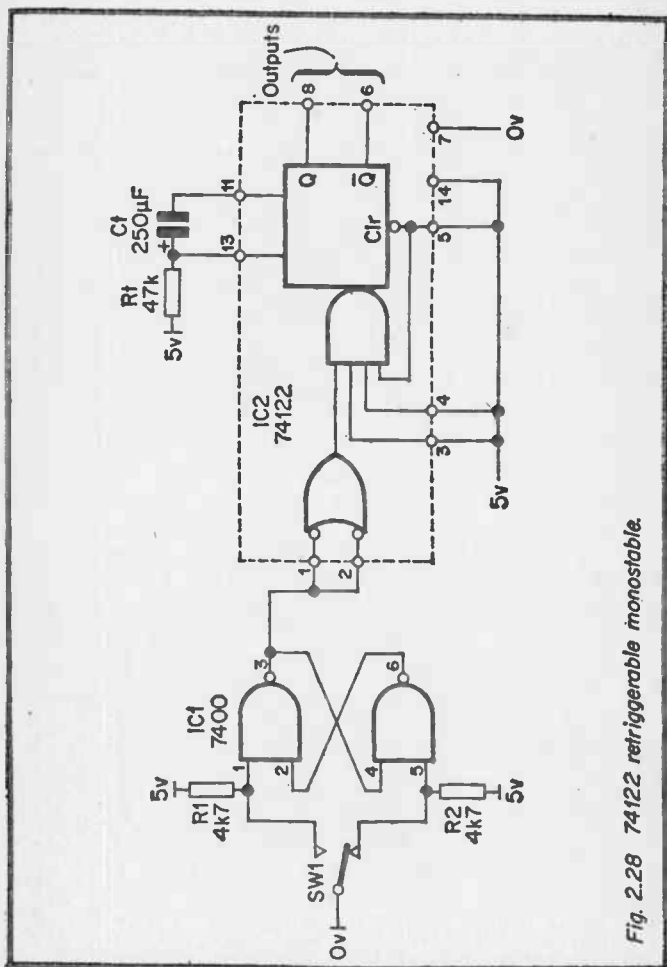 Outputs
8
6
Q
Q̅
Clr
11
13
Ct
250µF
+
Rt
47k
5v
7
0v
14
5
4
3
5v
IC2
74122
1
2
3
6
IC1
7400
1
2
4
5
5v
R1
4k7
R2
4k7
5v
SW1
0v
Fig. 2.28 74122 retriggerable monostable.